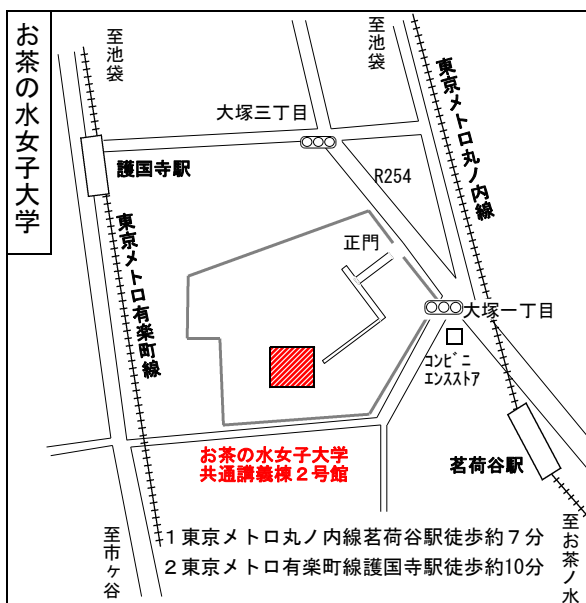 お茶の水女子大学
至池袋
至池袋
大塚三丁目
東京メトロ丸ノ内線
護国寺駅
R254
正門
東京メトロ有楽町線
大塚一丁目
ｺﾝﾋﾞﾆ
ｴﾝｽｽﾄｱ
お茶の水女子大学
共通講義棟２号館
茗荷谷駅
至市ヶ谷
１東京メトロ丸ノ内線茗荷谷駅徒歩約７分
２東京メトロ有楽町線護国寺駅徒歩約10分
至お茶ノ水